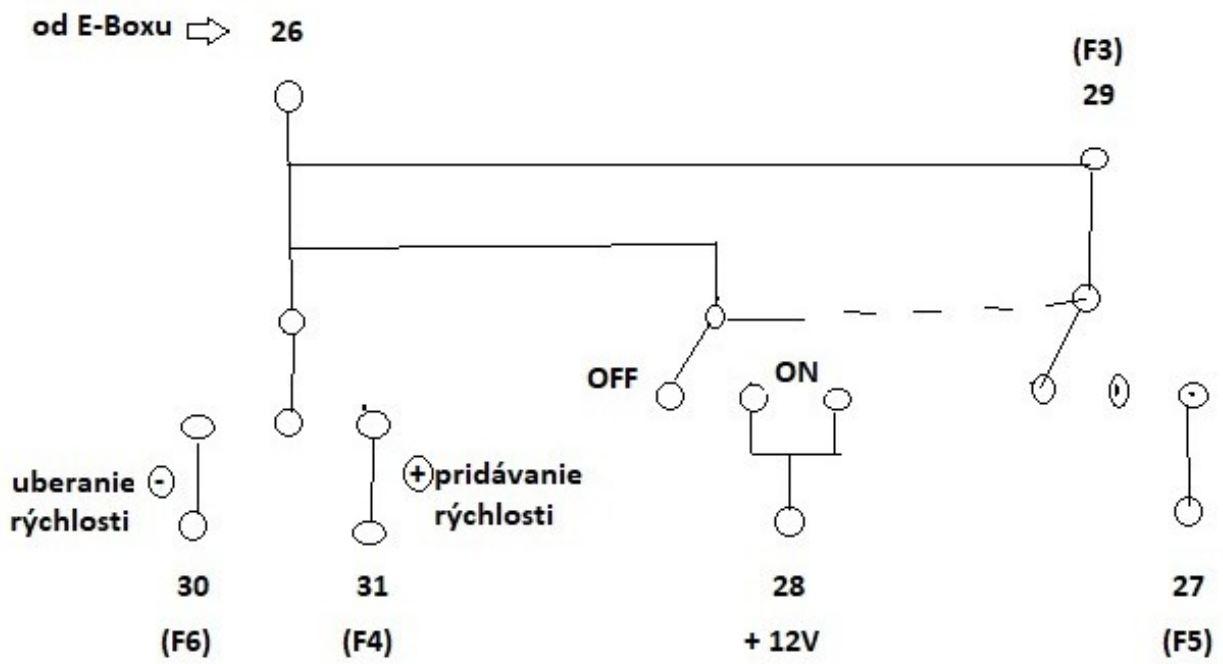 od E-Boxu ⇨ 26
(F3)
29
OFF
ON
uberanie -
rýchlosti
+ pridávanie
rýchlosti
30
31
28
27
(F6)
(F4)
+ 12V
(F5)